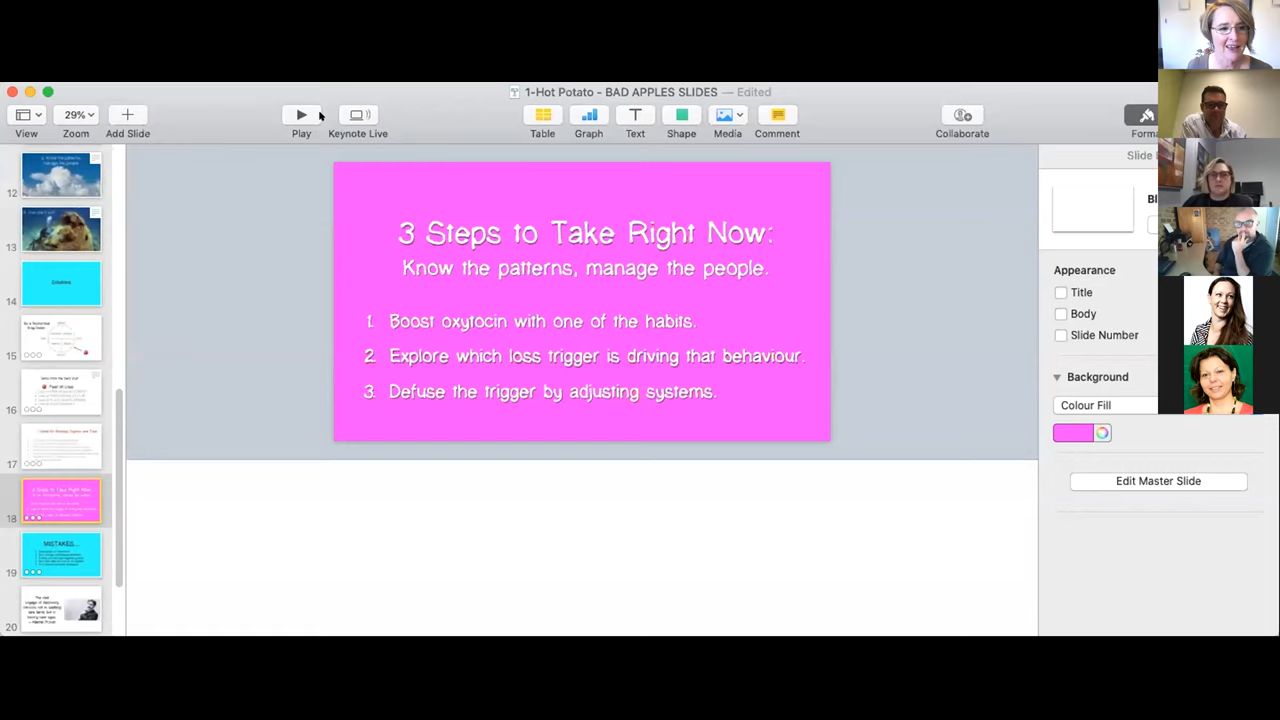 1-Hot Potato - BAD APPLES SLIDES — Edited
29%
View
Zoom
Add Slide
Play
Keynote Live
Table
Graph
Text
Shape
Media
Comment
Collaborate
Forma
Slide
12
13
14
15
16
17
18
19
20
MISTAKES...
3 Steps to Take Right Now:
Know the patterns, manage the people.
1. Boost oxytocin with one of the habits.
2. Explore which loss trigger is driving that behaviour.
3. Defuse the trigger by adjusting systems.
Bl
Appearance
Title
Body
Slide Number
Background
Colour Fill
Edit Master Slide